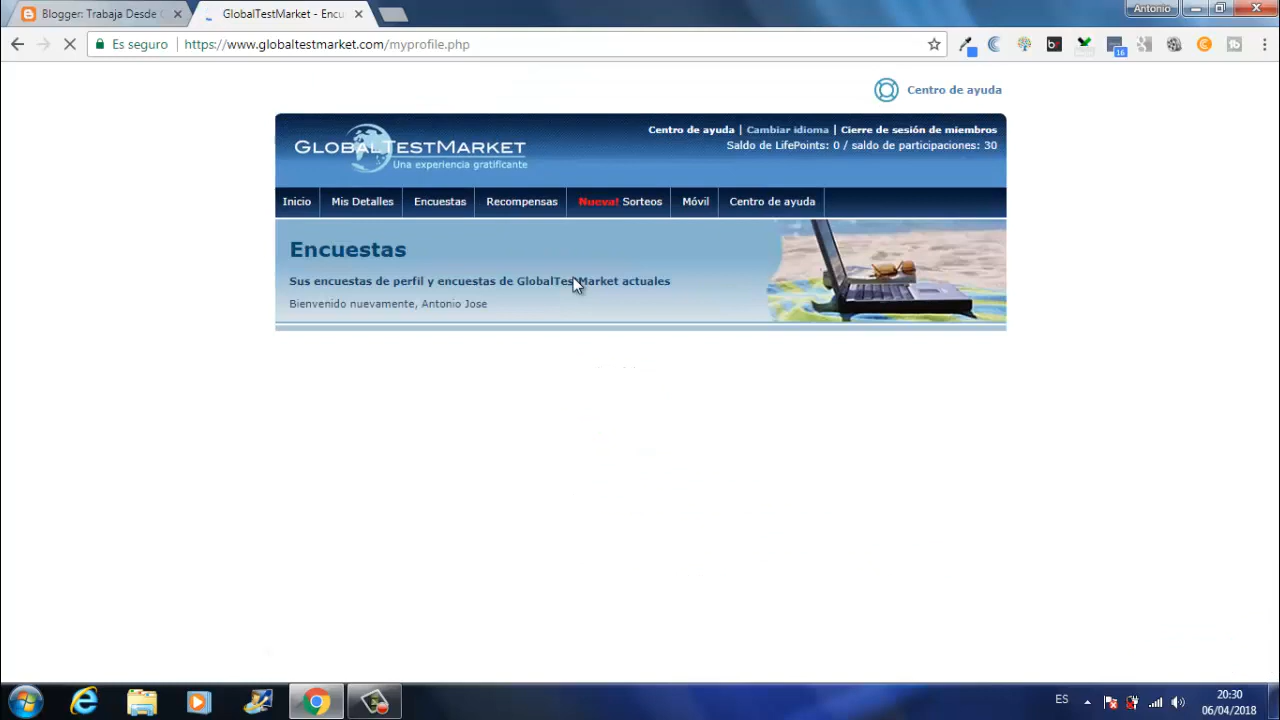 Blogger: Trabaja Desde C
GlobalTestMarket - Encu
Antonio
Es seguro
https://www.globaltestmarket.com/myprofile.php
16
Centro de ayuda
GLOBALTESTMARKET
Una experiencia gratificante
Centro de ayuda | Cambiar idioma | Cierre de sesión de miembros
Saldo de LifePoints: 0 / saldo de participaciones: 30
Inicio
Mis Detalles
Encuestas
Recompensas
Nueva! Sorteos
Móvil
Centro de ayuda
Encuestas
Sus encuestas de perfil y encuestas de GlobalTestMarket actuales
Bienvenido nuevamente, Antonio Jose
ES
20:30
06/04/2018